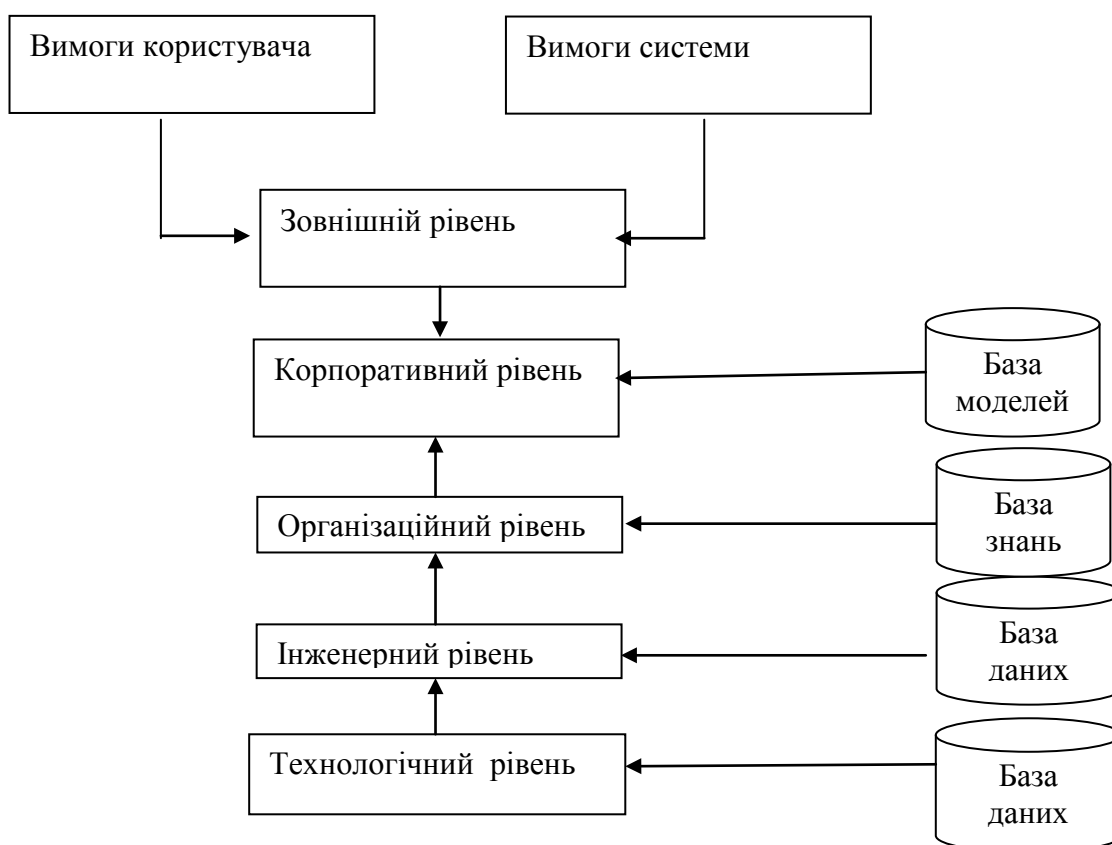 Вимоги користувача
Вимоги системи
Зовнішній рівень
Корпоративний рівень
База
моделей
Організаційний рівень
База
знань
Інженерний рівень
База
даних
Технологічний рівень
База
даних